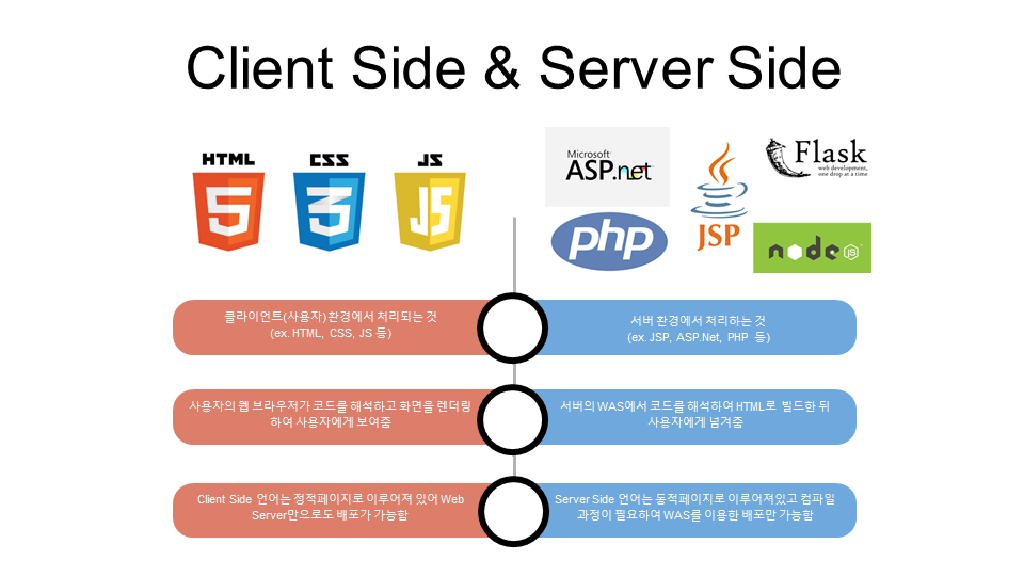 Client Side & Server Side
HTML
CSS
JS
5
3
JS
Microsoft
ASP.net
php
JSP
Flask
web development,
one drop at a time
node
JS
클라이언트(사용자) 환경에서 처리되는 것
(ex. HTML, CSS, JS 등)
서버 환경에서 처리하는 것
(ex. JSP, ASP.Net, PHP 등)
사용자의 웹 브라우저가 코드를 해석하고 화면을 렌더링
하여 사용자에게 보여줌
서버의 WAS에서 코드를 해석하여 HTML로 빌드한 뒤
사용자에게 넘겨줌
Client Side 언어는 정적페이지로 이루어져 있어 Web
Server만으로도 배포가 가능함
Server Side 언어는 동적페이지로 이루어져있고 컴파일
과정이 필요하여 WAS를 이용한 배포만 가능함